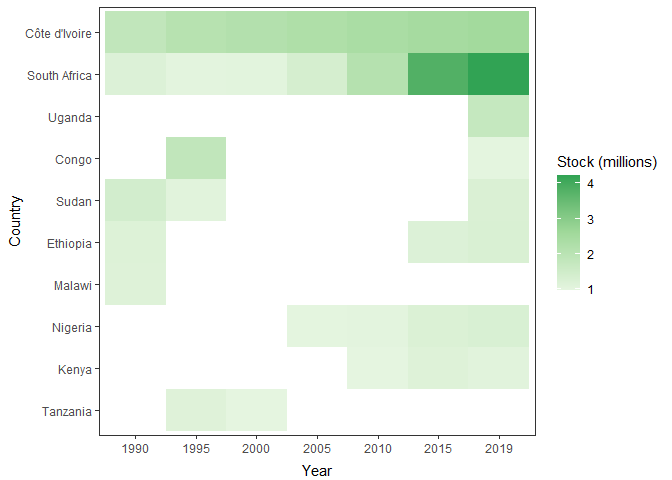 Côte d'Ivoire
South Africa
Uganda
Congo
Sudan
Ethiopia
Malawi
Nigeria
Kenya
Tanzania
Country
1990 1995 2000 2005 2010 2015 2019
Year
Stock (millions)
4
3
2
1